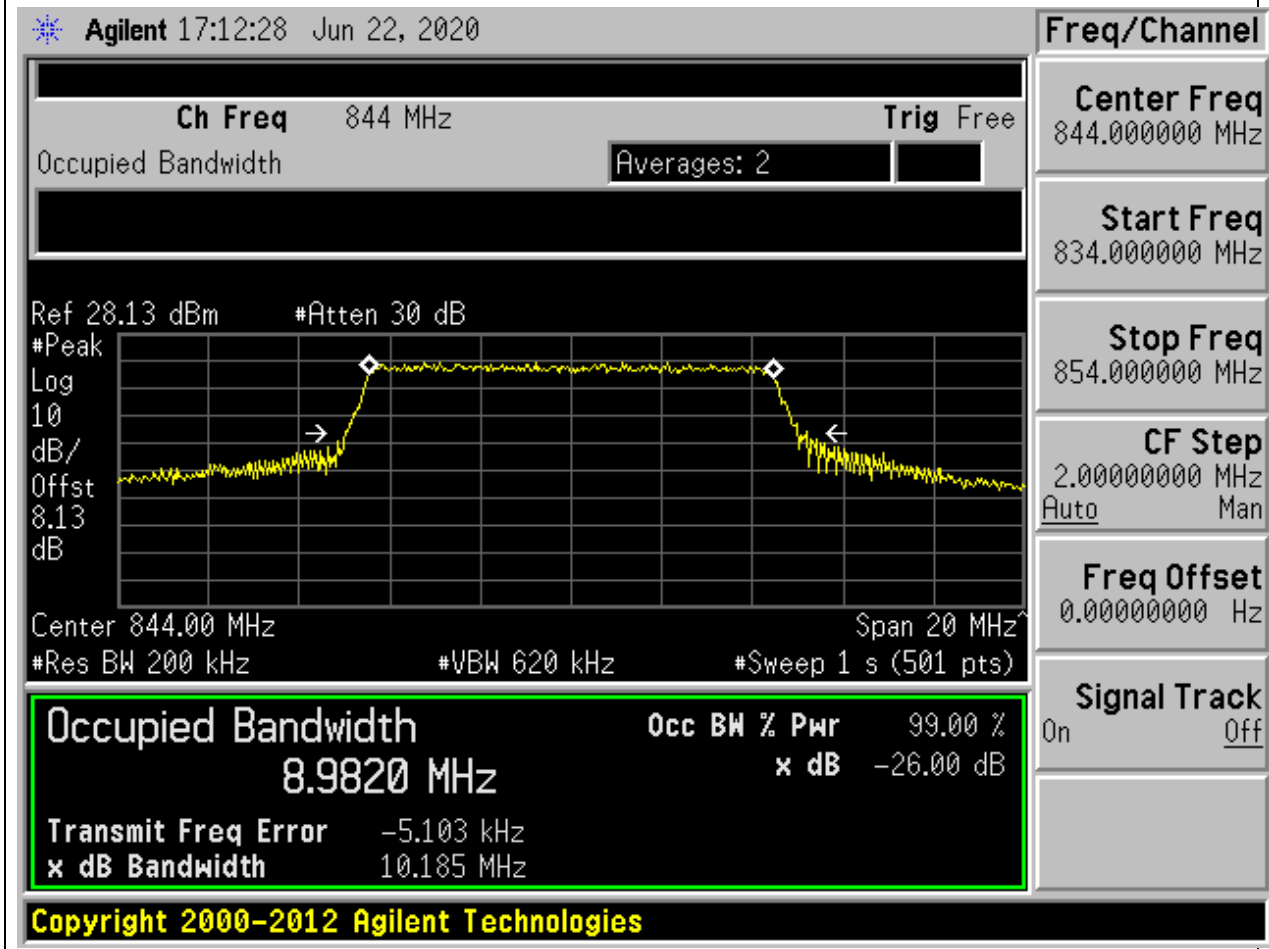 Agilent 17:12:28 Jun 22, 2020
Freq/Channel
Ch Freq 844 MHz Trig Free
Occupied Bandwidth Averages: 2
Ref 28.13 dBm #Atten 30 dB
#Peak
Log
10
dB/
Offst
8.13
dB
Center 844.00 MHz Span 20 MHz^
#Res BW 200 kHz #VBW 620 kHz #Sweep 1 s (501 pts)
Occupied Bandwidth Occ BW % Pwr 99.00 %
8.9820 MHz x dB -26.00 dB
Transmit Freq Error -5.103 kHz
x dB Bandwidth 10.185 MHz
Copyright 2000-2012 Agilent Technologies
Center Freq
844.000000 MHz
Start Freq
834.000000 MHz
Stop Freq
854.000000 MHz
CF Step
2.00000000 MHz
Auto Man
Freq Offset
0.00000000 Hz
Signal Track
On Off